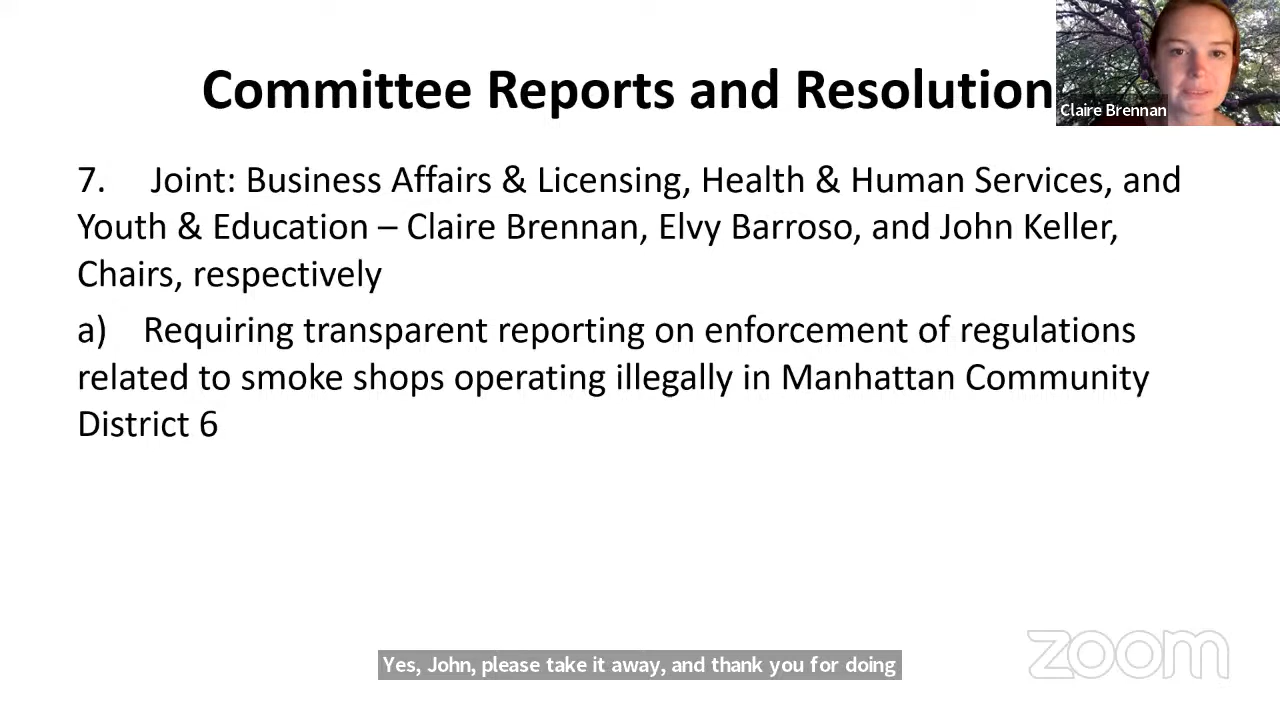 Committee Reports and Resolution
Claire Brennan
7. Joint: Business Affairs & Licensing, Health & Human Services, and
Youth & Education – Claire Brennan, Elvy Barroso, and John Keller,
Chairs, respectively
a) Requiring transparent reporting on enforcement of regulations
related to smoke shops operating illegally in Manhattan Community
District 6
zoom
Yes, John, please take it away, and thank you for doing